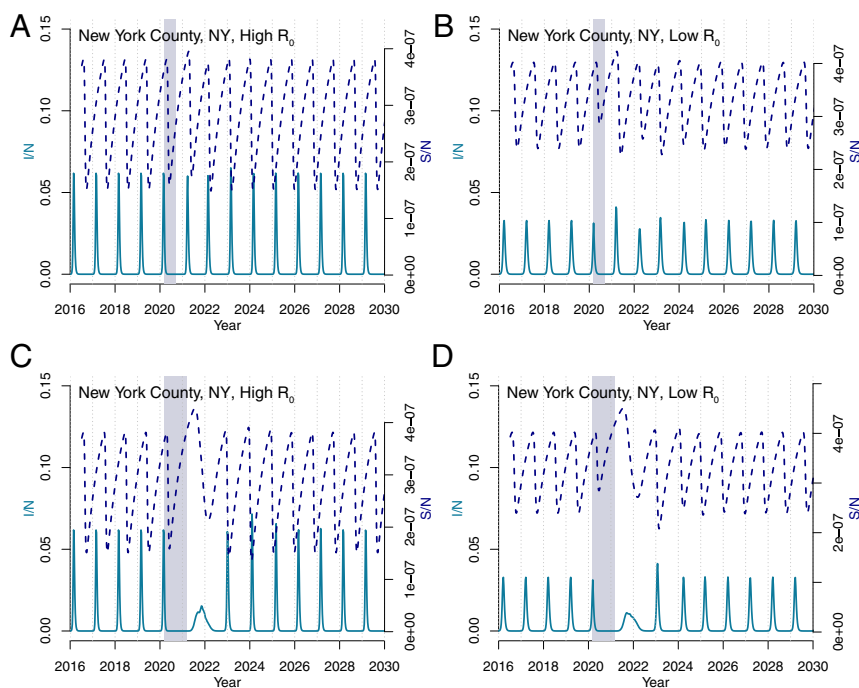 A
New York County, NY, High R0
0.15
0.10
0.05
0.00
I/N
4e−07
3e−07
2e−07
1e−07
0e+00
S/N
2016 2018 2020 2022 2024 2026 2028 2030
Year
B
New York County, NY, Low R0
0.15
0.10
0.05
0.00
I/N
4e−07
3e−07
2e−07
1e−07
0e+00
S/N
2016 2018 2020 2022 2024 2026 2028 2030
Year
C
New York County, NY, High R0
0.15
0.10
0.05
0.00
I/N
4e−07
3e−07
2e−07
1e−07
0e+00
S/N
2016 2018 2020 2022 2024 2026 2028 2030
Year
D
New York County, NY, Low R0
0.15
0.10
0.05
0.00
I/N
4e−07
2e−07
0e+00
S/N
2016 2018 2020 2022 2024 2026 2028 2030
Year